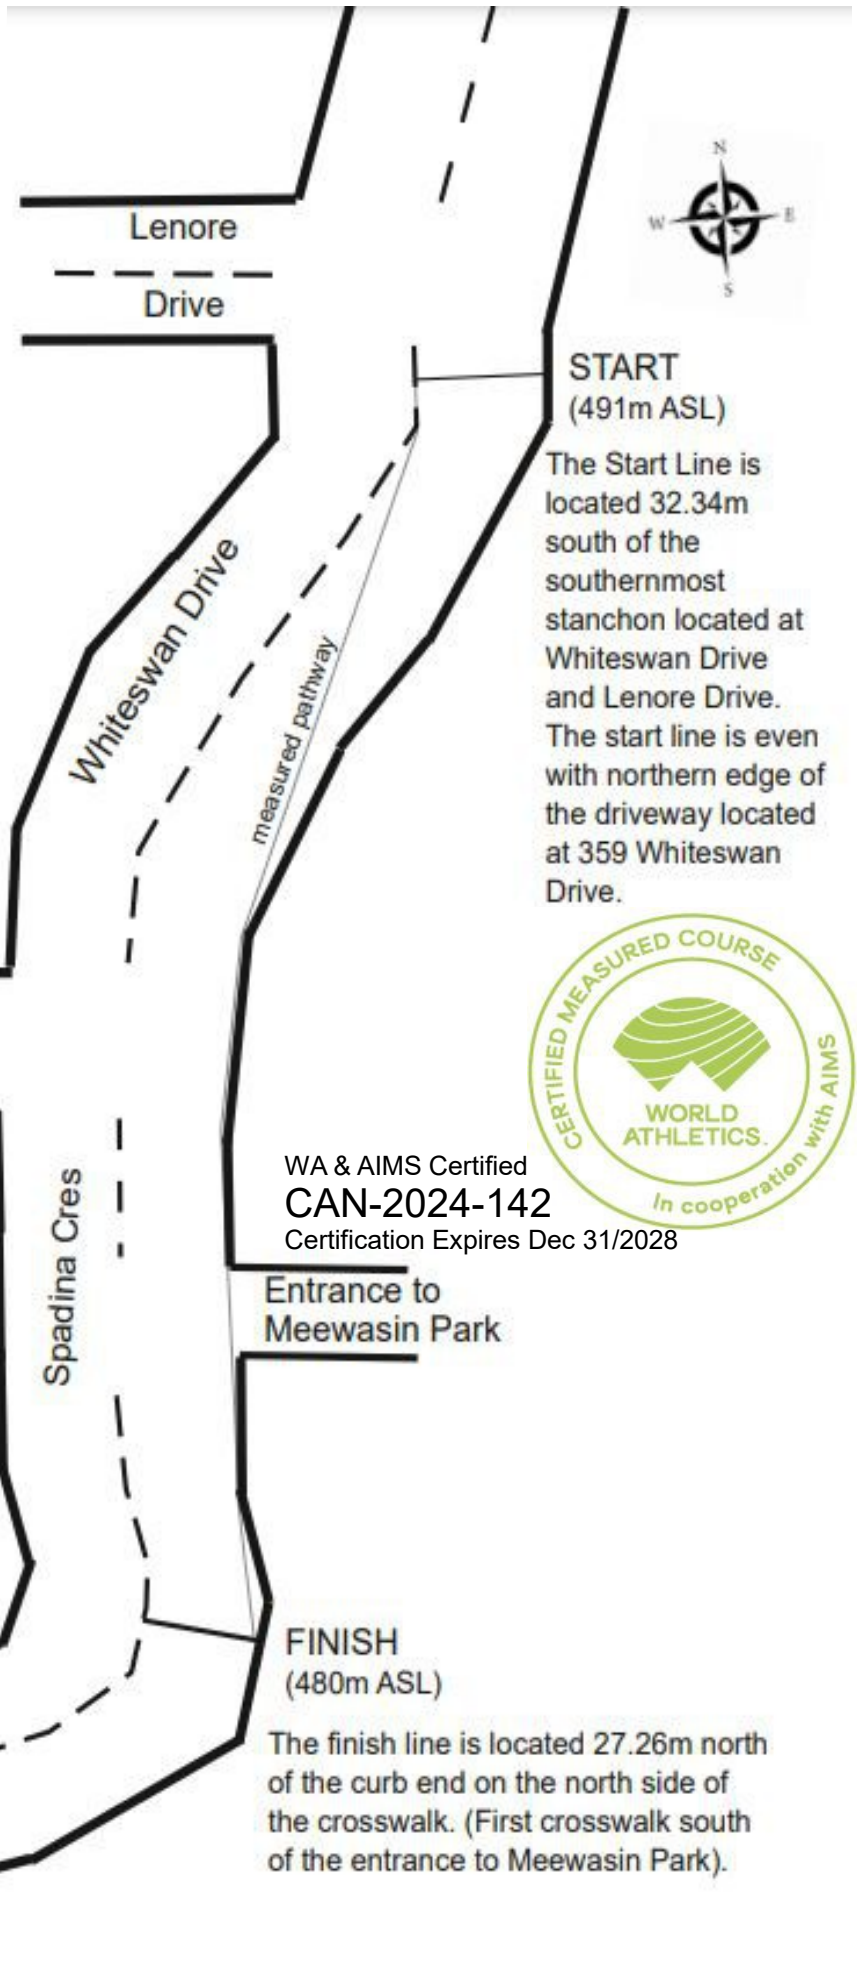 Lenore
Drive
N
W
E
S
START
(491m ASL)
The Start Line is
located 32.34m
south of the
southernmost
stanchon located at
Whiteswan Drive
and Lenore Drive.
The start line is even
with northern edge of
the driveway located
at 359 Whiteswan
Drive.
Whiteswan Drive
measured pathway
CERTIFIED MEASURED COURSE
WORLD
ATHLETICS.
In cooperation with AIMS
WA & AIMS Certified
CAN-2024-142
Certification Expires Dec 31/2028
Spadina Cres
Entrance to
Meewasin Park
FINISH
(480m ASL)
The finish line is located 27.26m north
of the curb end on the north side of
the crosswalk. (First crosswalk south
of the entrance to Meewasin Park).